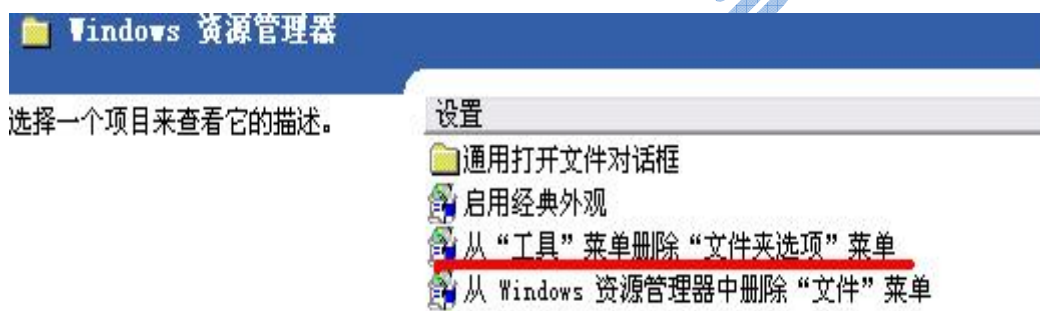 Windows 资源管理器
选择一个项目来查看它的描述。
设置
通用打开文件对话框
启用经典外观
从“工具”菜单删除“文件夹选项”菜单
从 Windows 资源管理器中删除“文件”菜单